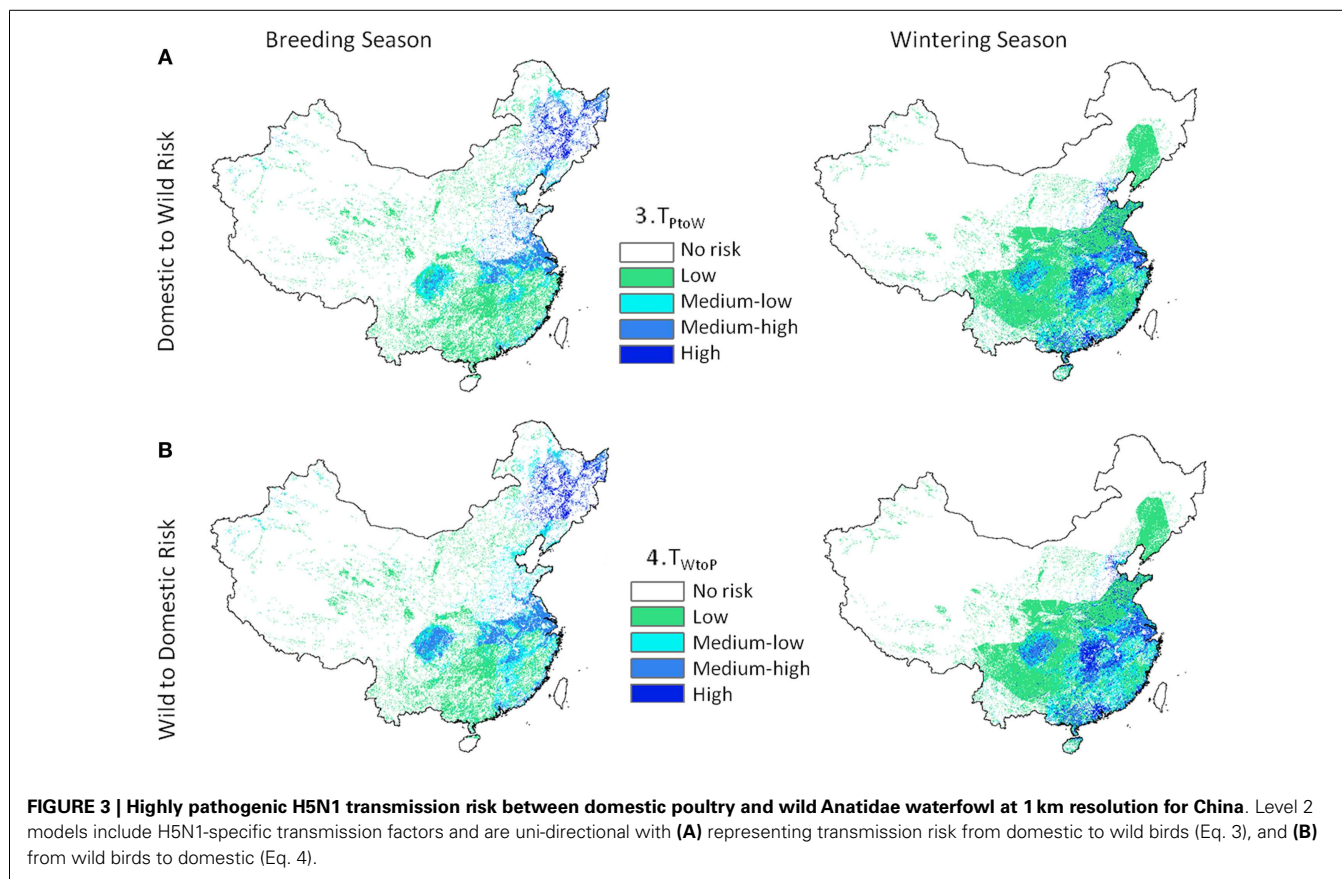 Breeding Season
Wintering Season
A
Domestic to Wild Risk
3.TPtoW
No risk
Low
Medium-low
Medium-high
High
B
Wild to Domestic Risk
4.TWtoP
No risk
Low
Medium-low
Medium-high
High
FIGURE 3 | Highly pathogenic H5N1 transmission risk between domestic poultry and wild Anatidae waterfowl at 1 km resolution for China. Level 2
models include H5N1-specific transmission factors and are uni-directional with (A) representing transmission risk from domestic to wild birds (Eq. 3), and (B)
from wild birds to domestic (Eq. 4).